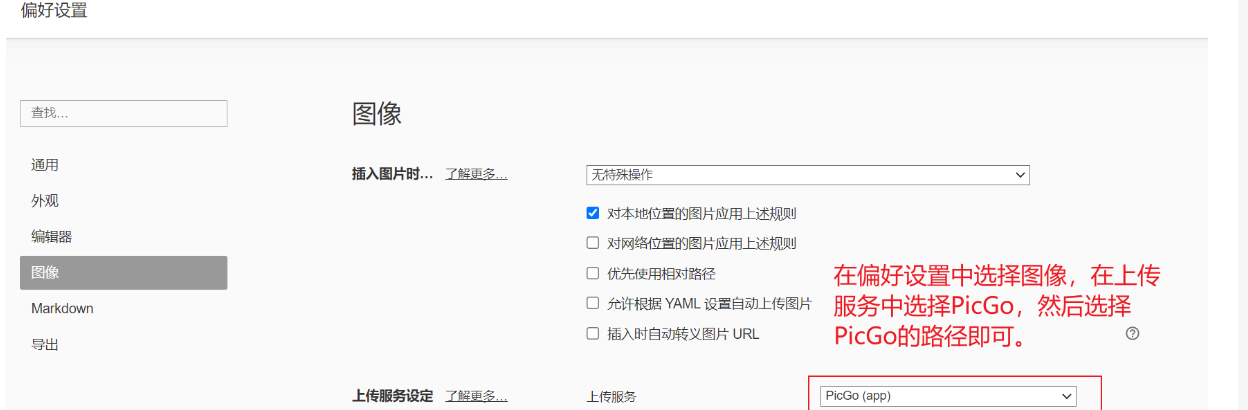 偏好设置
查找...
通用
外观
编辑器
图像
Markdown
导出
图像
插入图片时... 了解更多...
无特殊操作
对本地位置的图片应用上述规则
对网络位置的图片应用上述规则
优先使用相对路径
允许根据 YAML 设置自动上传图片
插入时自动转义图片 URL
在偏好设置中选择图像，在上传
服务中选择PicGo，然后选择
PicGo的路径即可。
?
上传服务设定 了解更多... 上传服务 PicGo (app)